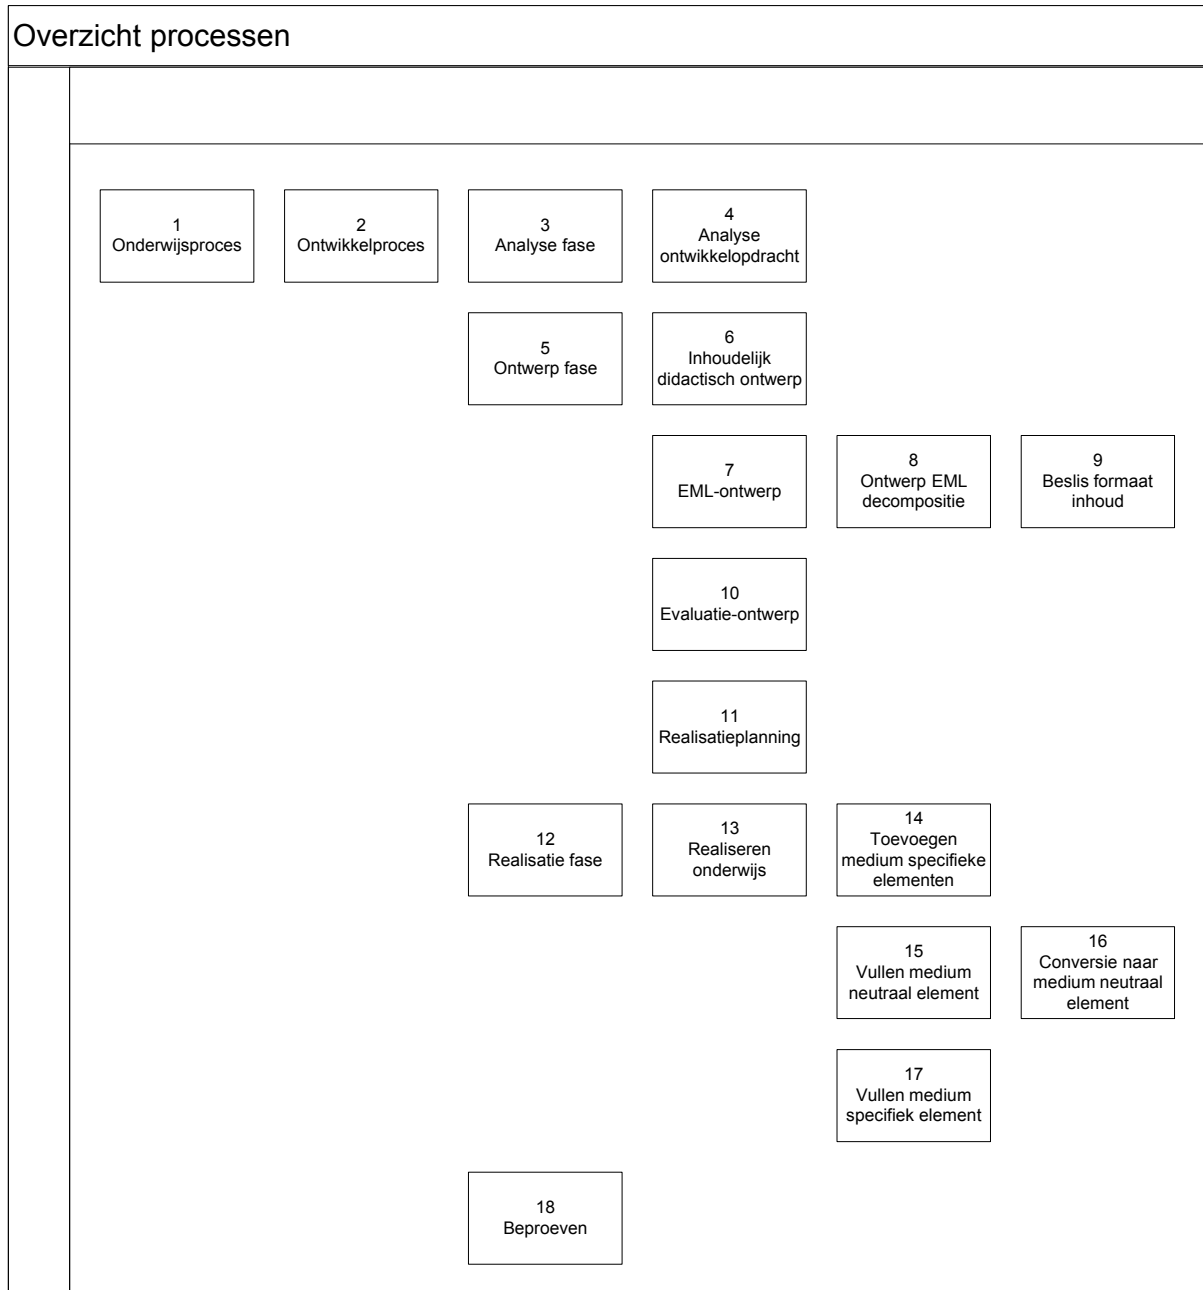 Overzicht processen
1
Onderwijsproces
2
Ontwikkelproces
3
Analyse fase
4
Analyse
ontwikkelopdracht
5
Ontwerp fase
6
Inhoudelijk
didactisch ontwerp
7
EML-ontwerp
8
Ontwerp EML
decompositie
9
Beslis formaat
inhoud
10
Evaluatie-ontwerp
11
Realisatieplanning
12
Realisatie fase
13
Realiseren
onderwijs
14
Toevoegen
medium specifieke
elementen
15
Vullen medium
neutraal element
16
Conversie naar
medium neutraal
element
17
Vullen medium
specifiek element
18
Beproeven